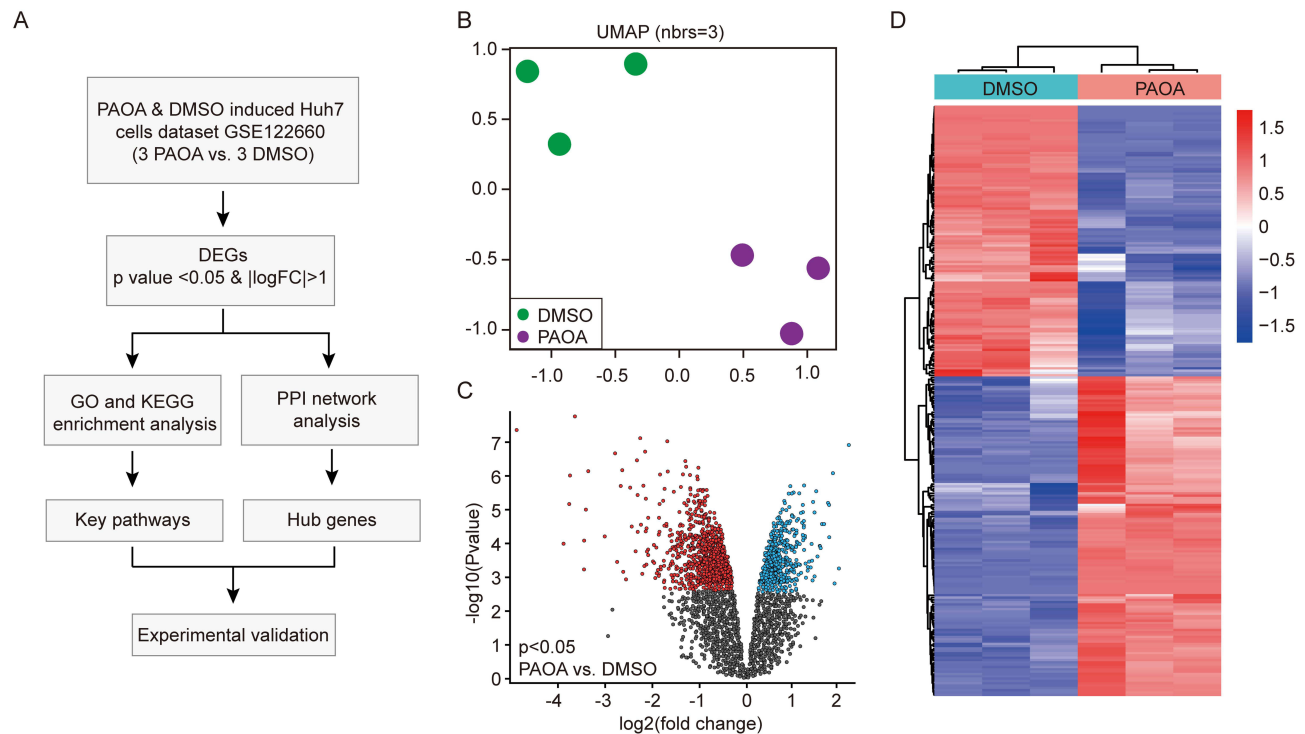 A
PAOA & DMSO induced Huh7
cells dataset GSE122660
(3 PAOA vs. 3 DMSO)
DEGs
p value <0.05 & |logFC|>1
GO and KEGG
enrichment analysis
PPI network
analysis
Key pathways
Hub genes
Experimental validation
B
UMAP (nbrs=3)
1.0
0.5
0.0
-0.5
-1.0
DMSO
PAOA
-1.0
-0.5
0.0
0.5
1.0
C
-log10(Pvalue)
7
6
5
4
3
2
1
0
p<0.05
PAOA vs. DMSO
-4
-3
-2
-1
0
1
2
log2(fold change)
D
DMSO
PAOA
1.5
1
0.5
0
−0.5
−1
−1.5